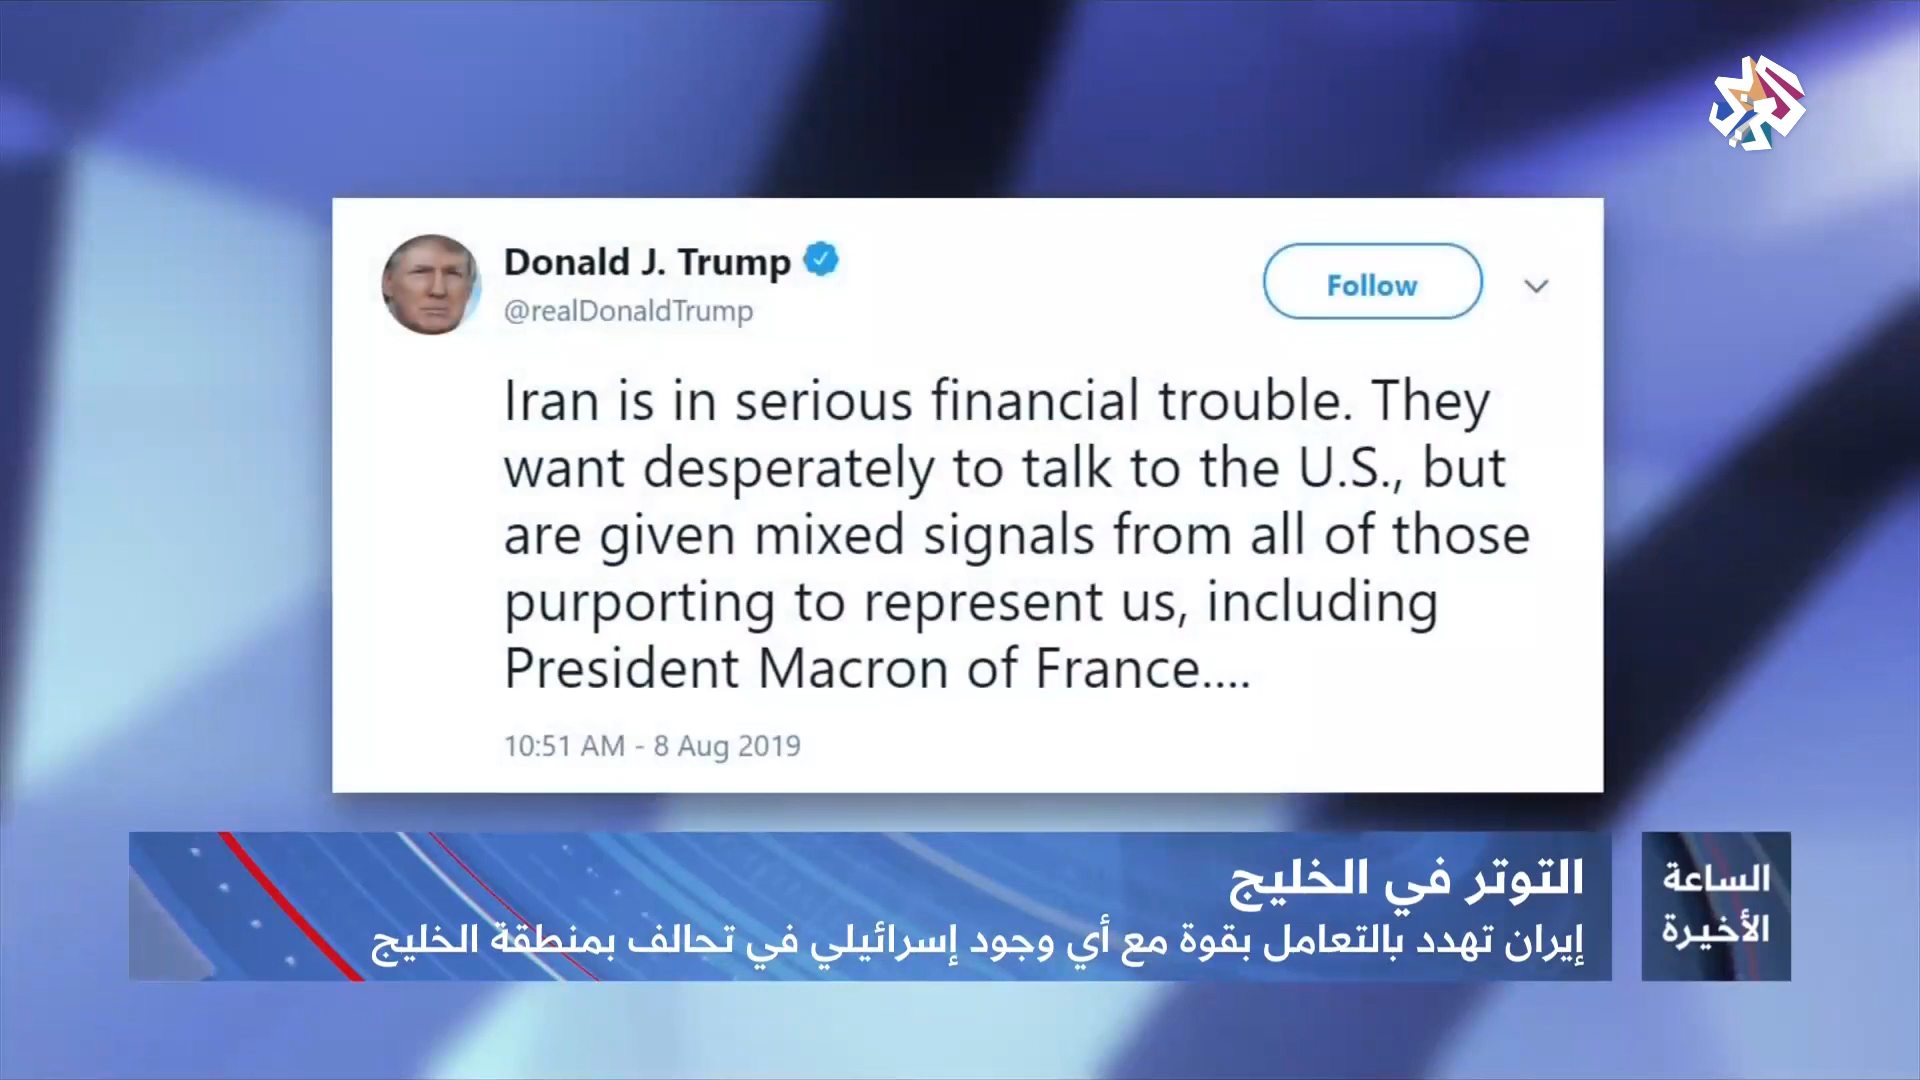 Donald J. Trump
@realDonaldTrump
Follow
Iran is in serious financial trouble. They
want desperately to talk to the U.S., but
are given mixed signals from all of those
purporting to represent us, including
President Macron of France....
10:51 AM - 8 Aug 2019
الساعة
الأخيرة
التوتر في الخليج
إيران تهدد بالتعامل بقوة مع أي وجود إسرائيلي في تحالف بمنطقة الخليج